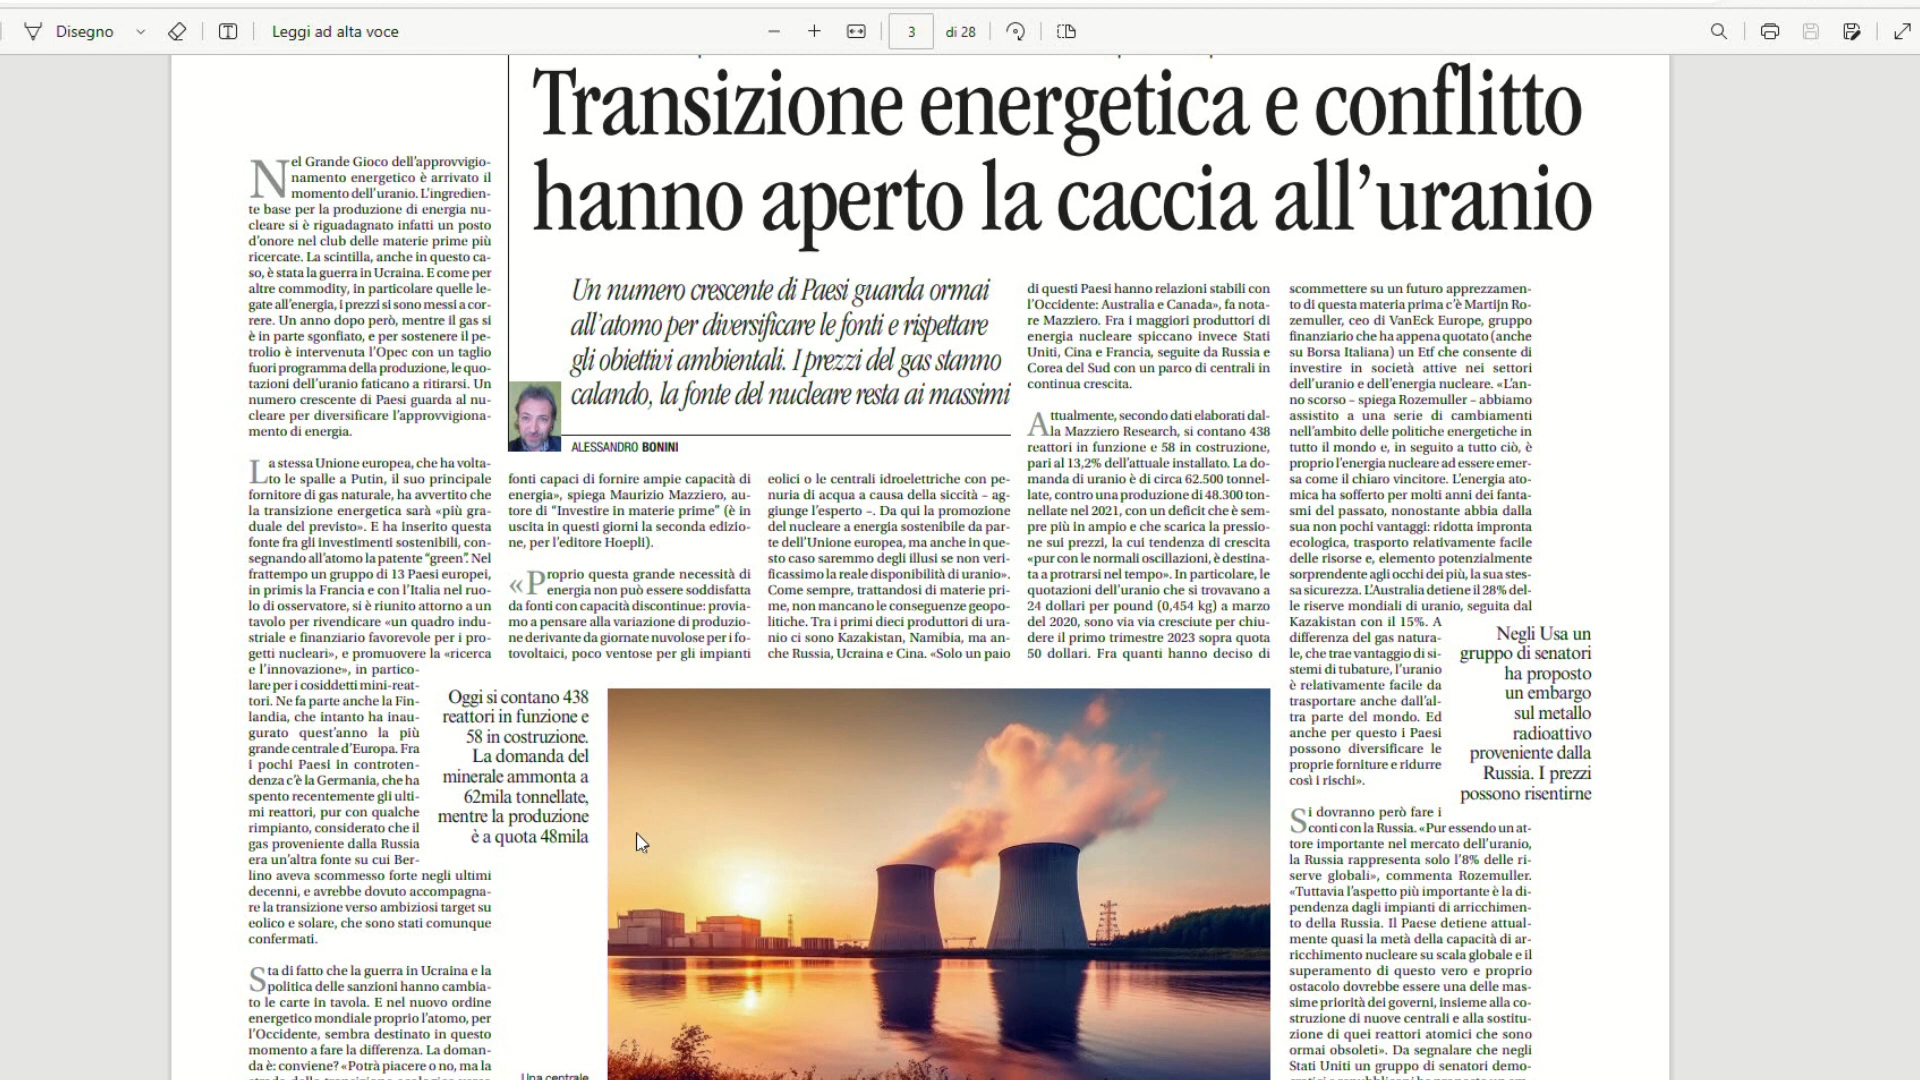 Disegno
Leggi ad alta voce
3
di 28
Transizione energetica e conflitto
hanno aperto la caccia all'uranio
Un numero crescente di Paesi guarda ormai
all'atomo per diversificare le fonti e rispettare
gli obiettivi ambientali. I prezzi del gas stanno
calando, la fonte del nucleare resta ai massimi
ALESSANDRO BONINI
Nel Grande Gioco dell'approvvigio-
namento energetico è arrivato il
momento dell'uranio. L'ingredien-
te base per la produzione di energia nu-
cleare si è riguadagnato infatti un posto
d'onore nel club delle materie prime più
ricercate. La scintilla, anche in questo ca-
so, è stata la guerra in Ucraina. E come per
altre commodity, in particolare quelle le-
gate all'energia, i prezzi si sono messi a cor-
rere. Un anno dopo però, mentre il gas si
è in parte sgonfiato, e per sostenere il pe-
trolio è intervenuta l'Opec con un taglio
fuori programma della produzione, le quo-
tazioni dell'uranio faticano a ritirarsi. Un
numero crescente di Paesi guarda al nu-
cleare per diversificare l'approvvigiona-
mento di energia.
La stessa Unione europea, che ha volta-
to le spalle a Putin, il suo principale
fornitore di gas naturale, ha avvertito che
la transizione energetica sarà «più gra-
duale del previsto». E ha inserito questa
fonte fra gli investimenti sostenibili, con-
segnando all'atomo la patente "green". Nel
frattempo un gruppo di 13 Paesi europei,
in primis la Francia e con l'Italia nel ruo-
lo di osservatore, si è riunito attorno a un
tavolo per rivendicare «un quadro indu-
striale e finanziario favorevole per i pro-
getti nucleari», e promuovere la «ricerca
e l'innovazione», in partico-
lare per i cosiddetti mini-reat-
tori. Ne fa parte anche la Fin-
landia, che intanto ha inau-
gurato quest'anno la più
grande centrale d'Europa. Fra
i pochi Paesi in controten-
denza c'è la Germania, che ha
spento recentemente gli ulti-
mi reattori, pur con qualche
rimpianto, considerato che il
gas proveniente dalla Russia
era un'altra fonte su cui Ber-
lino aveva scommesso forte negli ultimi
decenni, e avrebbe dovuto accompagna-
re la transizione verso ambiziosi target su
eolico e solare, che sono stati comunque
confermati.
Sta di fatto che la guerra in Ucraina e la
politica delle sanzioni hanno cambia-
to le carte in tavola. E nel nuovo ordine
energetico mondiale proprio l'atomo, per
l'Occidente, sembra destinato in questo
momento a fare la differenza. La doman-
da è: conviene? «Potrà piacere o no, ma la
fonti capaci di fornire ampie capacità di
energia», spiega Maurizio Mazziero, au-
tore di "Investire in materie prime" (è in
uscita in questi giorni la seconda edizio-
ne, per l'editore Hoepli).
«Proprio questa grande necessità di
energia non può essere soddisfatta
da fonti con capacità discontinue: provia-
mo a pensare alla variazione di produzio-
ne derivante da giornate nuvolose per i fo-
tovoltaici, poco ventose per gli impianti
eolici o le centrali idroelettriche con pe-
nuria di acqua a causa della siccità – ag-
giunge l'esperto –. Da qui la promozione
del nucleare a energia sostenibile da par-
te dell'Unione europea, ma anche in que-
sto caso saremmo degli illusi se non veri-
ficassimo la reale disponibilità di uranio».
Come sempre, trattandosi di materie pri-
me, non mancano le conseguenze geopo-
litiche. Tra i primi dieci produttori di ura-
nio ci sono Kazakistan, Namibia, ma an-
che Russia, Ucraina e Cina. «Solo un paio
di questi Paesi hanno relazioni stabili con
l'Occidente: Australia e Canada», fa nota-
re Mazziero. Fra i maggiori produttori di
energia nucleare spiccano invece Stati
Uniti, Cina e Francia, seguite da Russia e
Corea del Sud con un parco di centrali in
continua crescita.
Attualmente, secondo dati elaborati dal-
la Mazziero Research, si contano 438
reattori in funzione e 58 in costruzione,
pari al 13,2% dell'attuale installato. La do-
manda di uranio è di circa 62.500 tonnel-
late, contro una produzione di 48.300 ton-
nellate nel 2021, con un deficit che è sem-
pre più in ampio e che scarica la pressio-
ne sui prezzi, la cui tendenza di crescita
«pur con le normali oscillazioni, è destina-
ta a protrarsi nel tempo». In particolare, le
quotazioni dell'uranio che si trovavano a
24 dollari per pound (0,454 kg) a marzo
del 2020, sono via via cresciute per chiu-
dere il primo trimestre 2023 sopra quota
50 dollari. Fra quanti hanno deciso di
scommettere su un futuro apprezzamen-
to di questa materia prima c'è Martijn Ro-
zemuller, ceo di VanEck Europe, gruppo
finanziario che ha appena quotato (anche
su Borsa Italiana) un Etf che consente di
investire in società attive nei settori
dell'uranio e dell'energia nucleare. «L'an-
no scorso – spiega Rozemuller – abbiamo
assistito a una serie di cambiamenti
nell'ambito delle politiche energetiche in
tutto il mondo e, in seguito a tutto ciò, è
proprio l'energia nucleare ad essere emer-
sa come il chiaro vincitore. L'energia ato-
mica ha sofferto per molti anni dei fanta-
smi del passato, nonostante abbia dalla
sua non pochi vantaggi: ridotta impronta
ecologica, trasporto relativamente facile
delle risorse e, elemento potenzialmente
sorprendente agli occhi dei più, la sua stes-
sa sicurezza. L'Australia detiene il 28% del-
le riserve mondiali di uranio, seguita dal
Kazakistan con il 15%. A
differenza del gas natura-
le, che trae vantaggio di si-
stemi di tubature, l'uranio
è relativamente facile da
trasportare anche dall'al-
tra parte del mondo. Ed
anche per questo i Paesi
possono diversificare le
proprie forniture e ridurre
così i rischi».
Si dovranno però fare i
conti con la Russia. «Pur essendo un at-
tore importante nel mercato dell'uranio,
la Russia rappresenta solo l'8% delle ri-
serve globali», commenta Rozemuller.
«Tuttavia l'aspetto più importante è la di-
pendenza dagli impianti di arricchimen-
to della Russia. Il Paese detiene attual-
mente quasi la metà della capacità di ar-
ricchimento nucleare su scala globale e il
superamento di questo vero e proprio
ostacolo dovrebbe essere una delle mas-
sime priorità dei governi, insieme alla co-
struzione di nuove centrali e alla sostitu-
zione di quei reattori atomici che sono
ormai obsoleti». Da segnalare che negli
Stati Uniti un gruppo di senatori demo-
Oggi si contano 438
reattori in funzione e
58 in costruzione.
La domanda del
minerale ammonta a
62mila tonnellate,
mentre la produzione
è a quota 48mila
Negli Usa un
gruppo di senatori
ha proposto
un embargo
sul metallo
radioattivo
proveniente dalla
Russia. I prezzi
possono risentirne
Una centrale